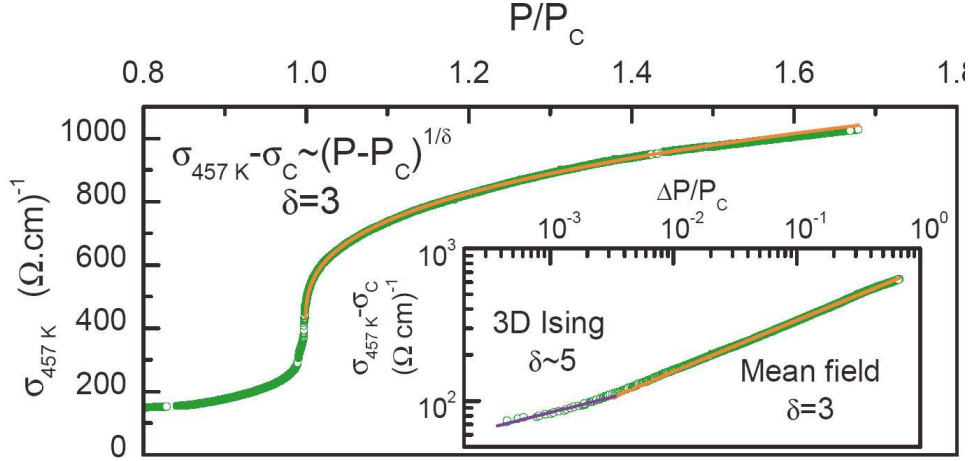 P/P_C
0.8 1.0 1.2 1.4 1.6 1.8
σ_457 K (Ω.cm)^-1
1000
800
600
400
200
0
σ_457 K-σ_C~(P-P_C)^1/δ
δ=3
ΔP/P_C
10^-3 10^-2 10^-1 10^0
σ_457 K-σ_C
(Ω cm)^-1
10^3
10^2
3D Ising
δ~5
Mean field
δ=3